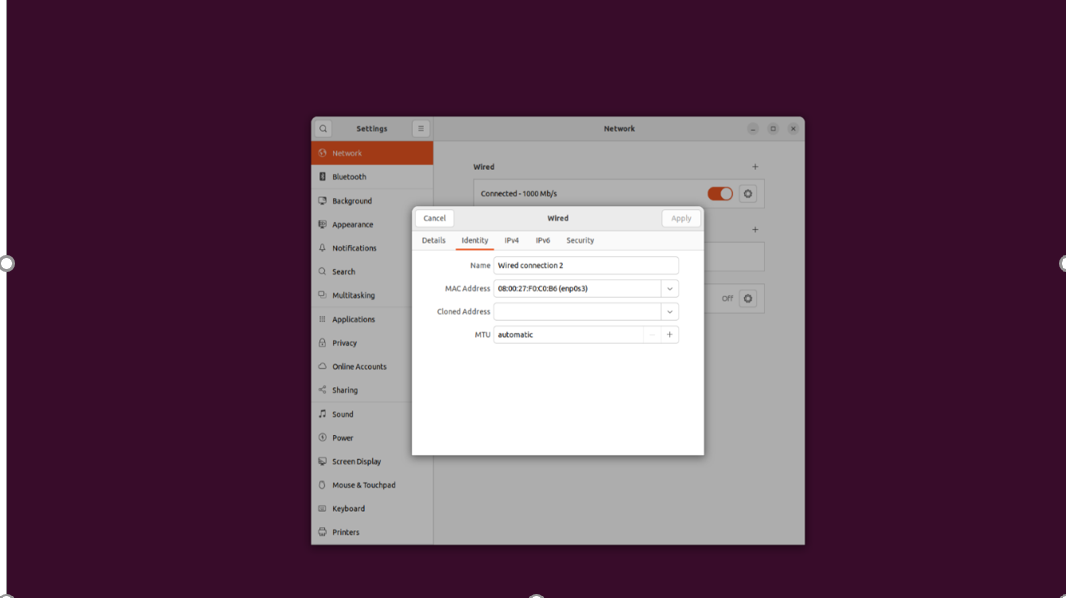 Settings
Network
Network
Bluetooth
Background
Appearance
Notifications
Search
Multitasking
Applications
Privacy
Online Accounts
Sharing
Sound
Power
Screen Display
Mouse & Touchpad
Keyboard
Printers
Wired
Connected - 1000 Mb/s
Off
Cancel
Wired
Apply
Details Identity IPv4 IPv6 Security
Name Wired connection 2
MAC Address 08:00:27:F0:C0:B6 (enp0s3)
Cloned Address
MTU automatic